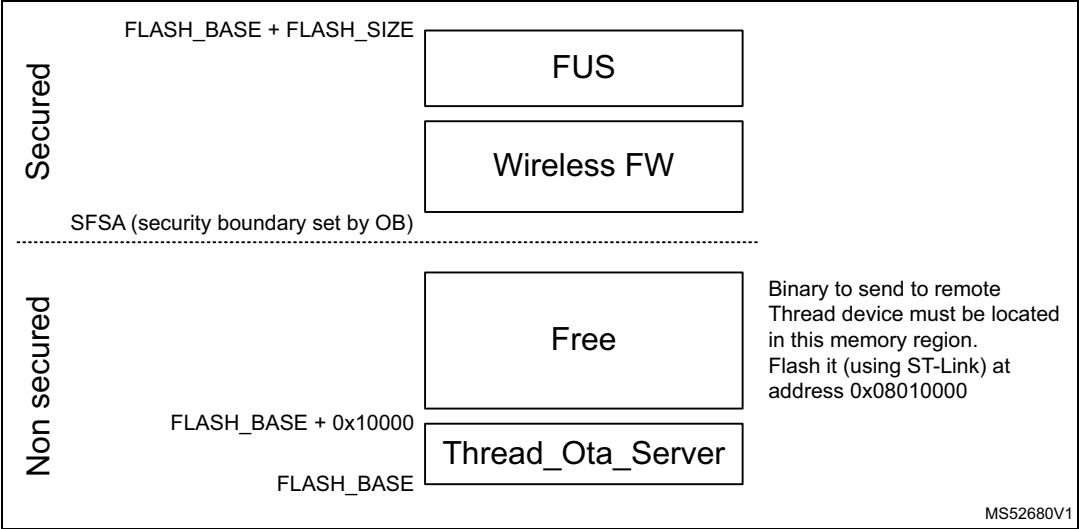 FLASH_BASE + FLASH_SIZE
FUS
Secured
Wireless FW
SFSA (security boundary set by OB)
Non secured
Free
Binary to send to remote
Thread device must be located
in this memory region.
Flash it (using ST-Link) at
address 0x08010000
FLASH_BASE + 0x10000
Thread_Ota_Server
FLASH_BASE
MS52680V1